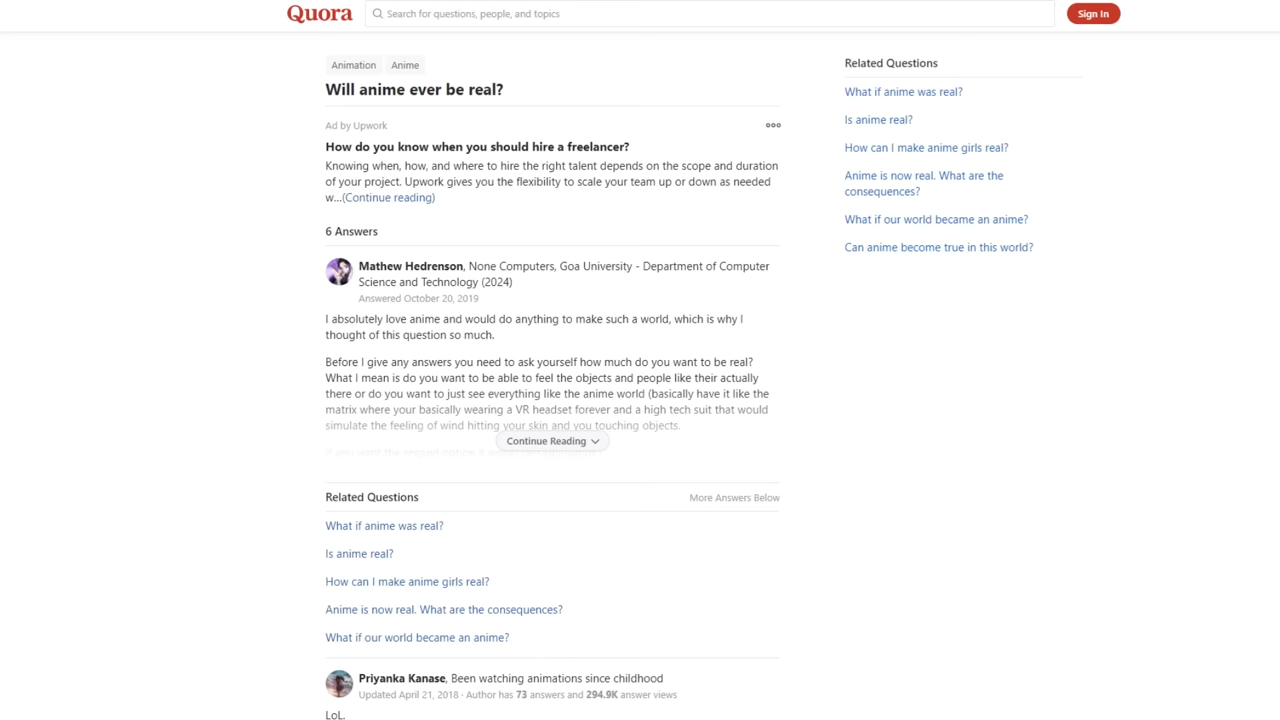 Quora
Search for questions, people, and topics
Sign In
Animation
Anime
Will anime ever be real?
Ad by Upwork
How do you know when you should hire a freelancer?
Knowing when, how, and where to hire the right talent depends on the scope and duration
of your project. Upwork gives you the flexibility to scale your team up or down as needed
w...(Continue reading)
6 Answers
Mathew Hedrenson, None Computers, Goa University - Department of Computer
Science and Technology (2024)
Answered October 20, 2019
I absolutely love anime and would do anything to make such a world, which is why I
thought of this question so much.
Before I give any answers you need to ask yourself how much do you want to be real?
What I mean is do you want to be able to feel the objects and people like their actually
there or do you want to just see everything like the anime world (basically have it like the
matrix where your basically wearing a VR headset forever and a high tech suit that would
simulate the feeling of wind hitting your skin and you touching objects.
Continue Reading
Related Questions
More Answers Below
What if anime was real?
Is anime real?
How can I make anime girls real?
Anime is now real. What are the consequences?
What if our world became an anime?
Priyanka Kanase, Been watching animations since childhood
Updated April 21, 2018 · Author has 73 answers and 294.9K answer views
LoL.
Related Questions
What if anime was real?
Is anime real?
How can I make anime girls real?
Anime is now real. What are the
consequences?
What if our world became an anime?
Can anime become true in this world?